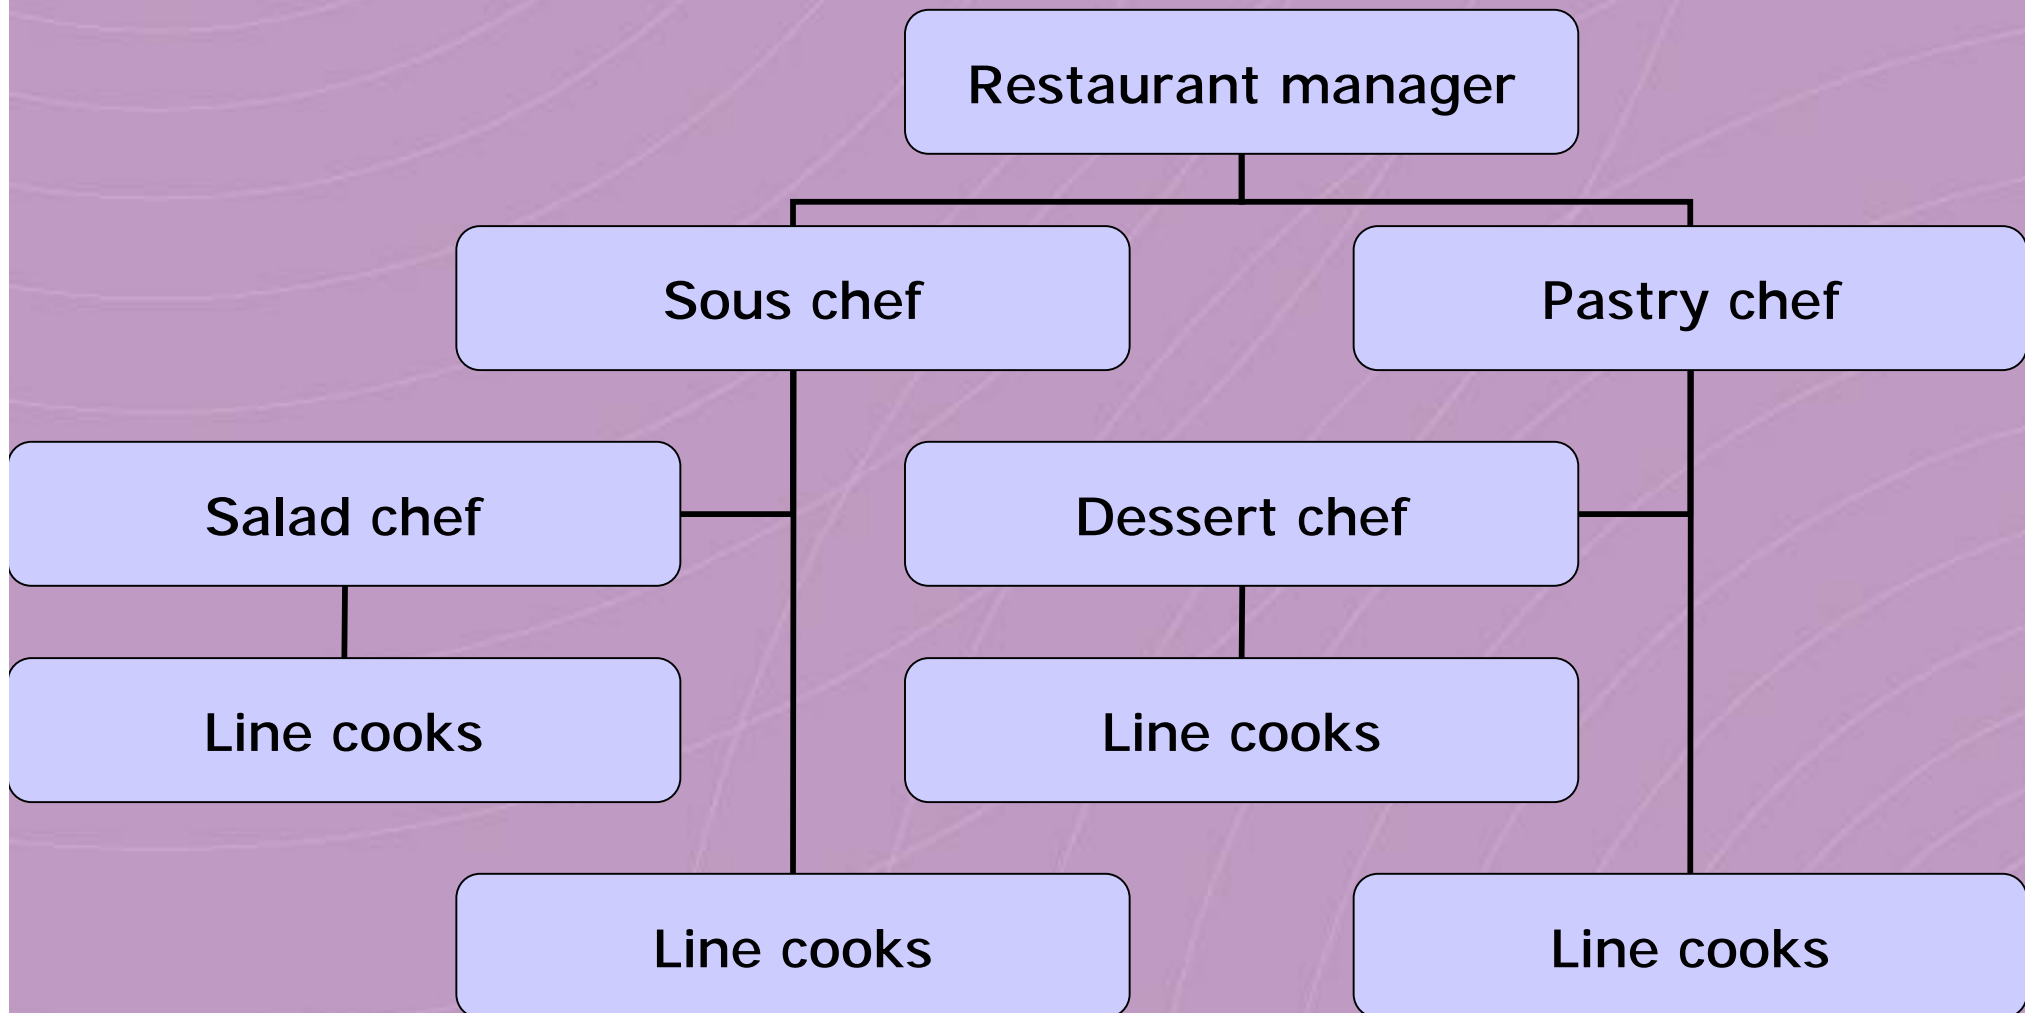 Restaurant manager
Sous chef
Pastry chef
Salad chef
Dessert chef
Line cooks
Line cooks
Line cooks
Line cooks